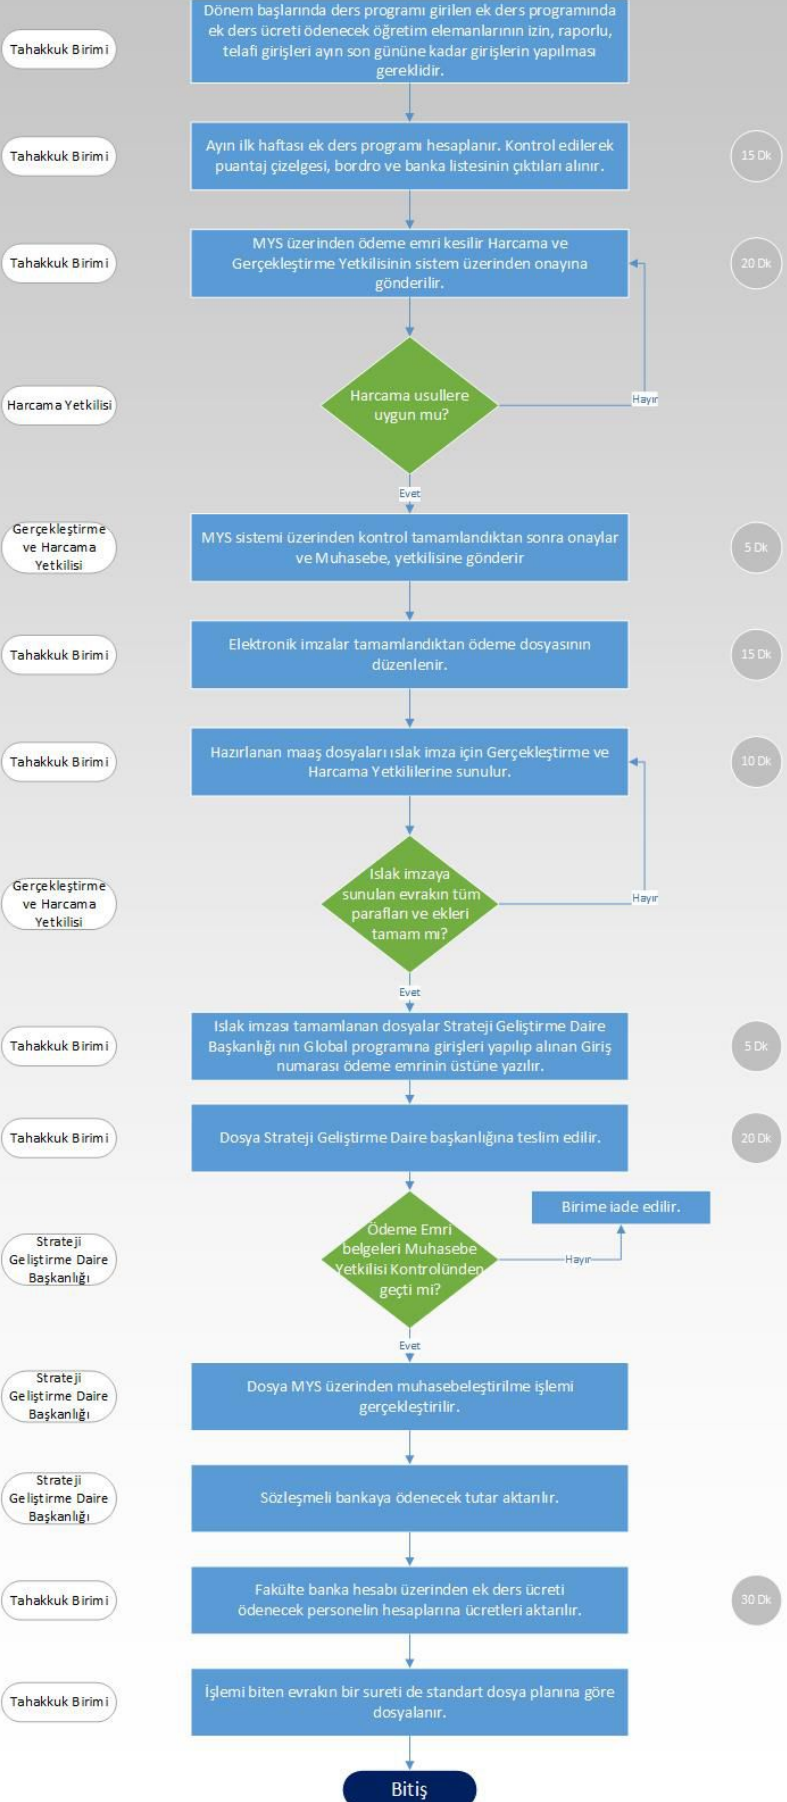 Dönem başlarında ders programı girilen ek ders programında
ek ders ücreti ödenecek öğretim elemanlarının izin, raporlu,
telafi girişleri ayın son gününe kadar girişlerin yapılması
gereklidir.
Tahakkuk Birimi
Ayın ilk haftası ek ders programı hesaplanır. Kontrol edilerek
puantaj çizelgesi, bordro ve banka listesinin çıktıları alınır.
Tahakkuk Birimi
15 Dk
MYS üzerinden ödeme emri kesilir Harcama ve
Gerçekleştirme Yetkilisinin sistem üzerinden onayına
gönderilir.
Tahakkuk Birimi
20 Dk
Harcama Yetkilisi
Harcama usullere
uygun mu?
Hayır
Evet
Gerçekleştirme
ve Harcama
Yetkilisi
MYS sistemi üzerinden kontrol tamamlandıktan sonra onaylar
ve Muhasebe, yetkilisine gönderir
5 Dk
Tahakkuk Birimi
Elektronik imzalar tamamlandıktan ödeme dosyasının
düzenlenir.
15 Dk
Tahakkuk Birimi
Hazırlanan maaş dosyaları ıslak imza için Gerçekleştirme ve
Harcama Yetkililerine sunulur.
10 Dk
Gerçekleştirme
ve Harcama
Yetkilisi
Islak imzaya
sunulan evrakın tüm
parafları ve ekleri
tamam mı?
Hayır
Evet
Tahakkuk Birimi
Islak imzası tamamlanan dosyalar Strateji Geliştirme Daire
Başkanlığı nın Global programına girişleri yapılıp alınan Giriş
numarası ödeme emrinin üstüne yazılır.
5 Dk
Tahakkuk Birimi
Dosya Strateji Geliştirme Daire başkanlığına teslim edilir.
20 Dk
Birime iade edilir.
Strateji
Geliştirme Daire
Başkanlığı
Ödeme Emri
belgeleri Muhasebe
Yetkilisi Kontrolünden
geçti mi?
Hayır
Evet
Strateji
Geliştirme Daire
Başkanlığı
Dosya MYS üzerinden muhasebeleştirilme işlemi
gerçekleştirilir.
Strateji
Geliştirme Daire
Başkanlığı
Sözleşmeli bankaya ödenecek tutar aktarılır.
Tahakkuk Birimi
Fakülte banka hesabı üzerinden ek ders ücreti
ödenecek personelin hesaplarına ücretleri aktarılır.
30 Dk
Tahakkuk Birimi
İşlemi biten evrakın bir sureti de standart dosya planına göre
dosyalanır.
Bitiş